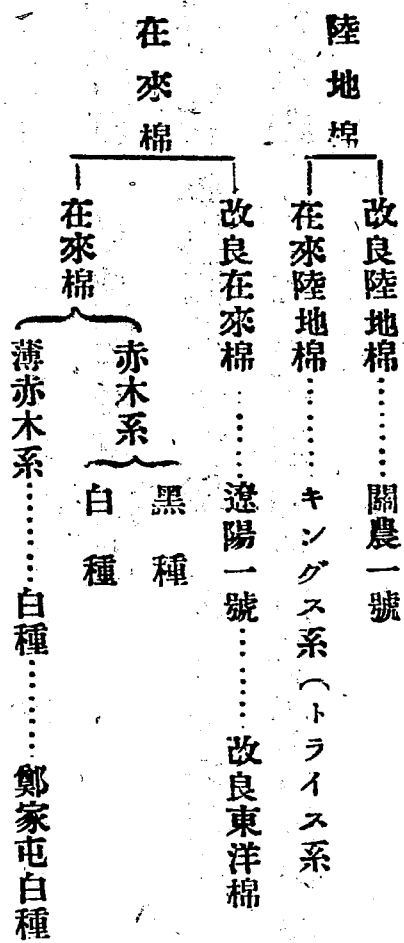 陸地棉
改良陸地棉………關農一號
在來陸地棉………キングス系(トライス系
在來棉
改良在來棉………遼陽一號………改良東洋棉
在來棉
赤木系
黑種
白種
薄赤木系………白種………鄭家屯白種